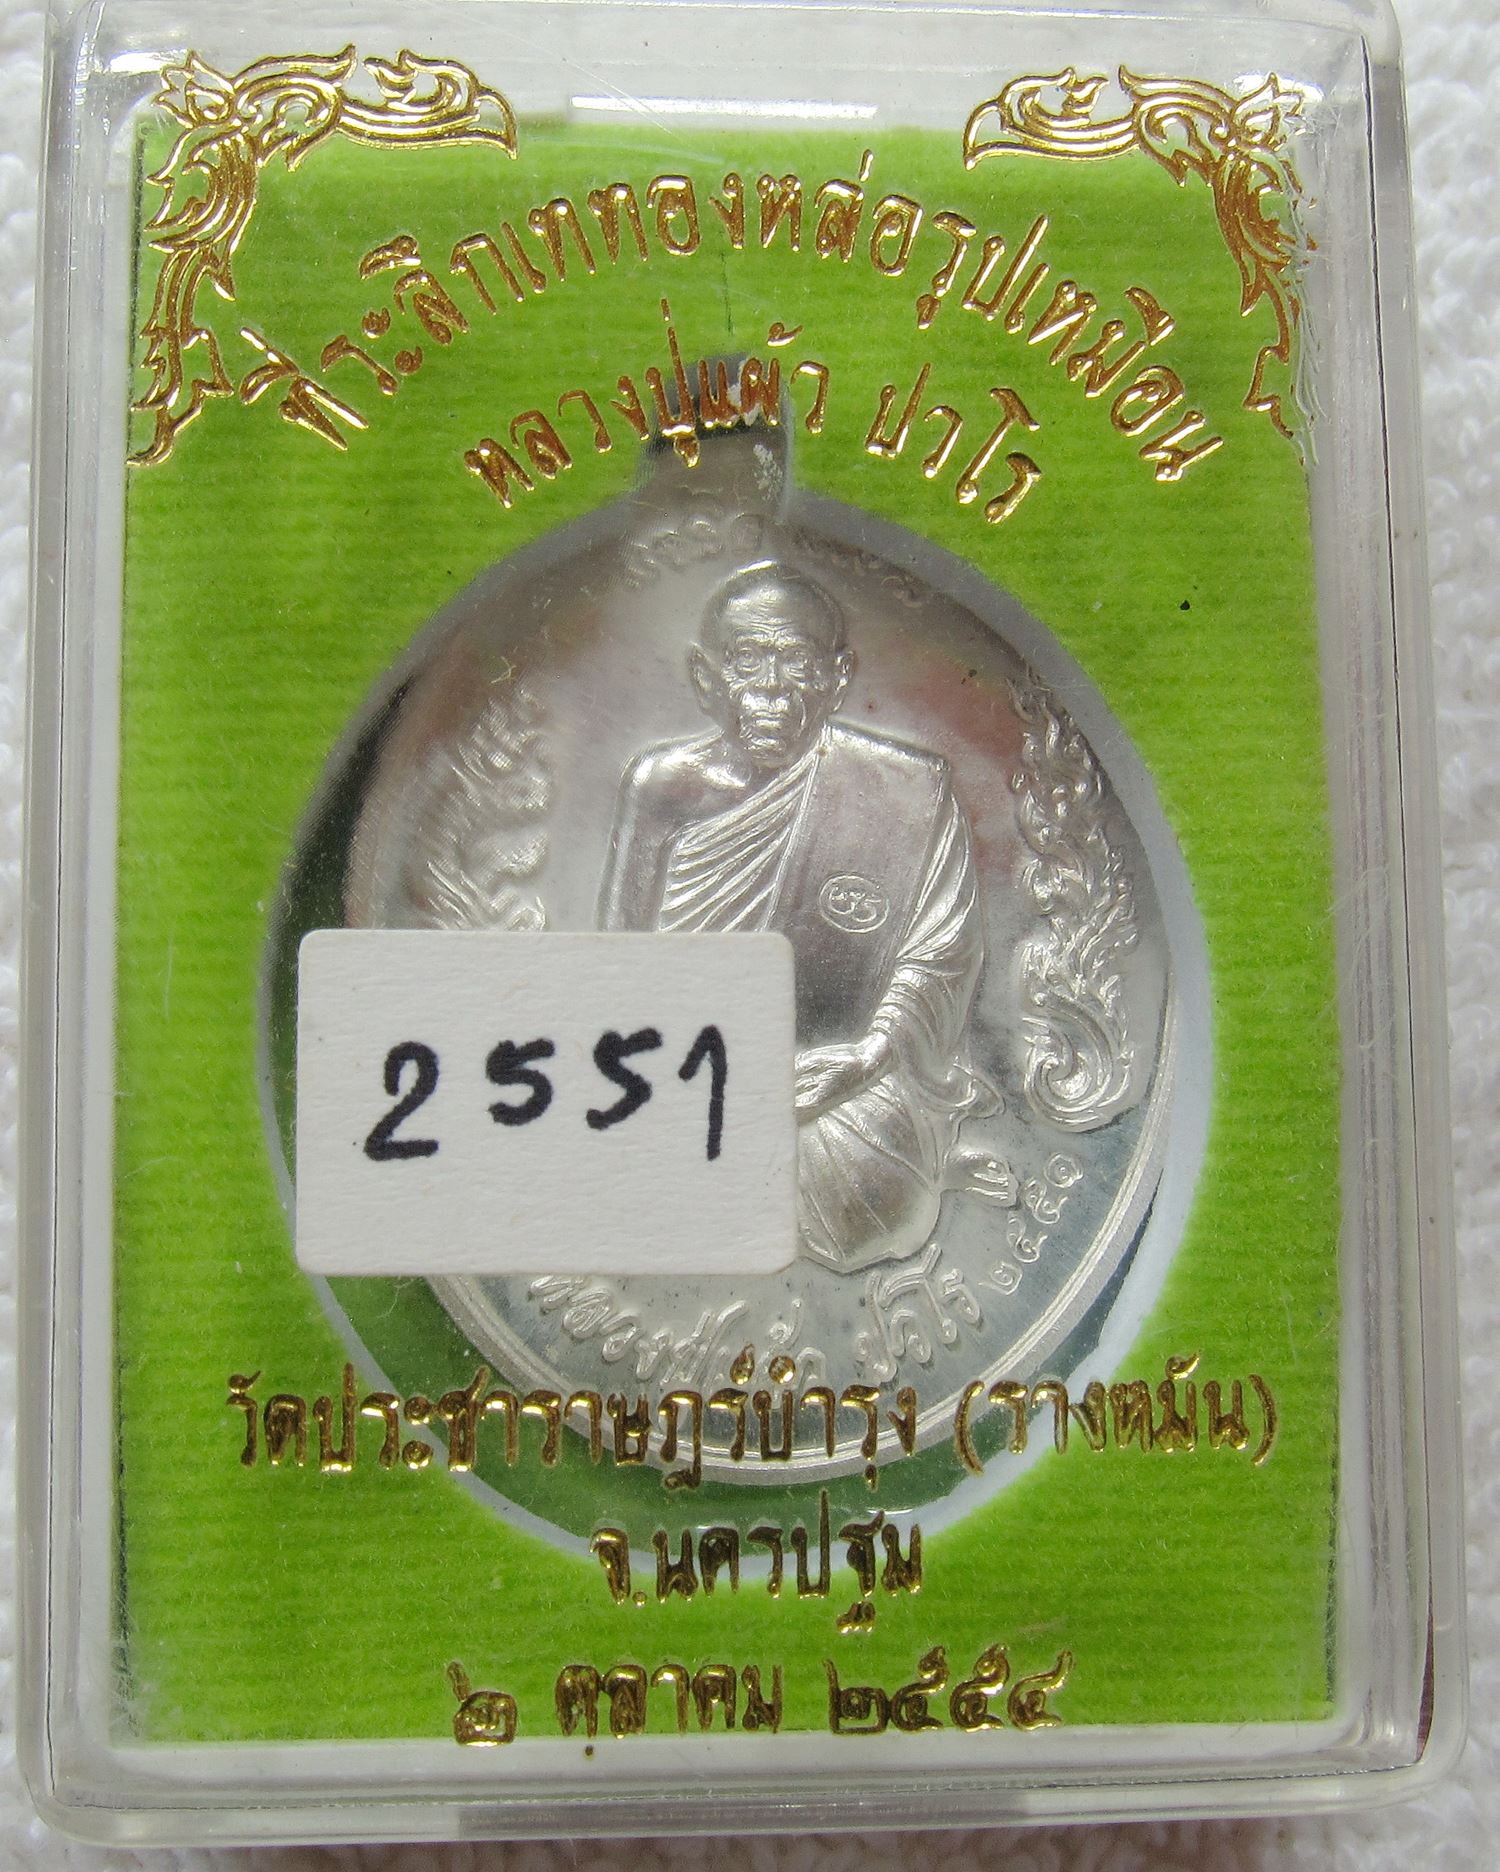 ที่ระลึกเททองหล่อรูปเหมือน
หลวงปู่แผ้ว ปวโร
2551
หลวงปู่แผ้ว ปวโร ๒๕๕๑
วัดประชาราษฎร์บำรุง (รางหมัน)
จ.นครปฐม
๒ ตุลาคม ๒๕๕๔